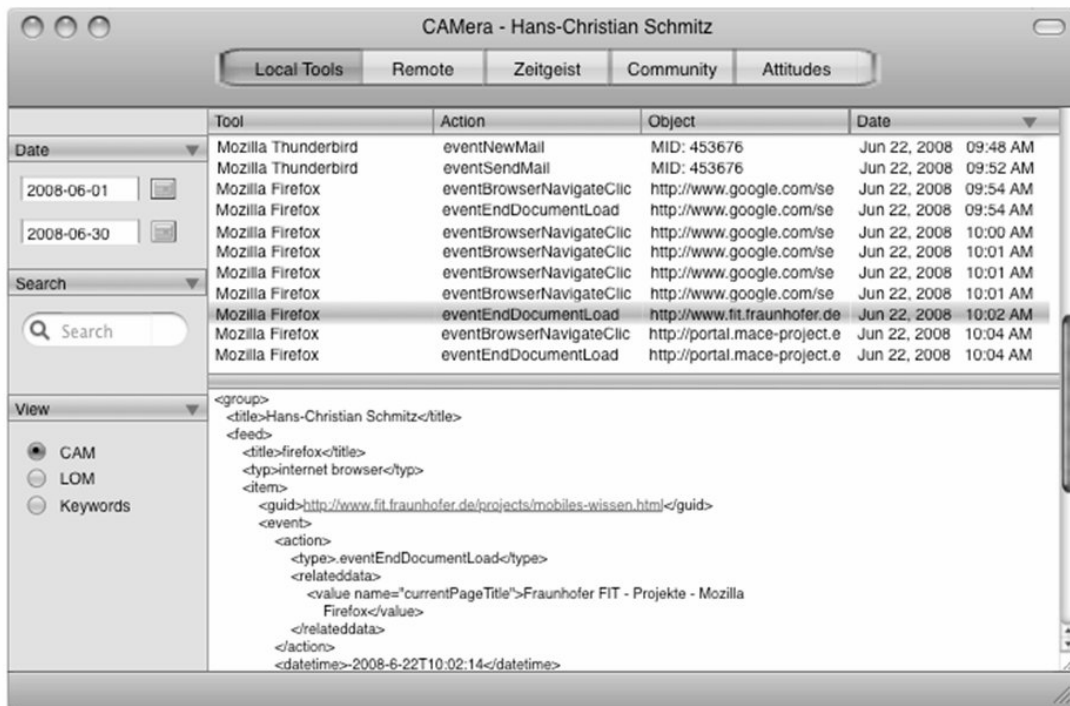 CAMera - Hans-Christian Schmitz
Local Tools Remote Zeitgeist Community Attitudes
Tool Action Object Date
Mozilla Thunderbird eventNewMail MID: 453676 Jun 22, 2008 09:48 AM
Mozilla Thunderbird eventSendMail MID: 453676 Jun 22, 2008 09:52 AM
Mozilla Firefox eventBrowserNavigateClic http://www.google.com/se Jun 22, 2008 09:54 AM
Mozilla Firefox eventEndDocumentLoad http://www.google.com/se Jun 22, 2008 09:54 AM
Mozilla Firefox eventBrowserNavigateClic http://www.google.com/se Jun 22, 2008 10:00 AM
Mozilla Firefox eventBrowserNavigateClic http://www.google.com/se Jun 22, 2008 10:01 AM
Mozilla Firefox eventBrowserNavigateClic http://www.google.com/se Jun 22, 2008 10:01 AM
Mozilla Firefox eventBrowserNavigateClic http://www.google.com/se Jun 22, 2008 10:01 AM
Mozilla Firefox eventEndDocumentLoad http://www.fit.fraunhofer.de Jun 22, 2008 10:02 AM
Mozilla Firefox eventBrowserNavigateClic http://portal.mace-project.e Jun 22, 2008 10:04 AM
Mozilla Firefox eventEndDocumentLoad http://portal.mace-project.e Jun 22, 2008 10:04 AM
Date
2008-06-01
2008-06-30
Search
Search
View
CAM
LOM
Keywords
<group>
<title>Hans-Christian Schmitz</title>
<feed>
<title>firefox</title>
<typ>internet browser</typ>
<item>
<guid>http://www.fit.fraunhofer.de/projects/mobiles-wissen.html</guid>
<event>
<action>
<type>.eventEndDocumentLoad</type>
<relateddata>
<value name="currentPageTitle">Fraunhofer FIT - Projekte - Mozilla
Firefox</value>
</relateddata>
</action>
<datetime>-2008-6-22T10:02:14</datetime>